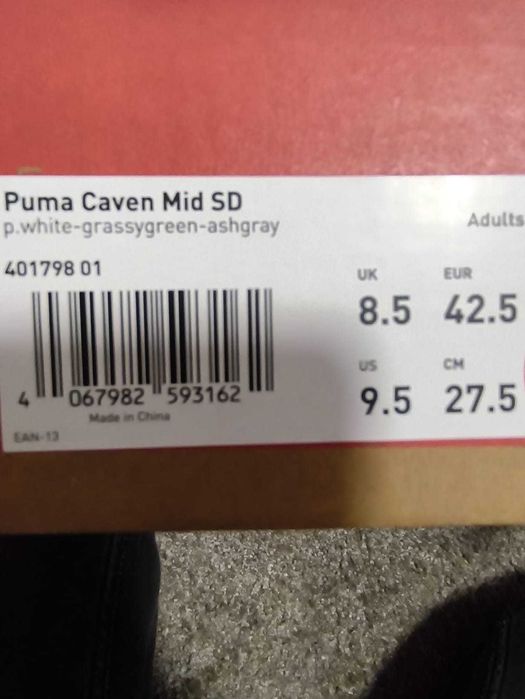 Puma Caven Mid SD
p.white-grassygreen-ashgray
Adults
401798 01
UK EUR
8.5 42.5
US CM
9.5 27.5
4 067982 593162
Made in China
EAN-13